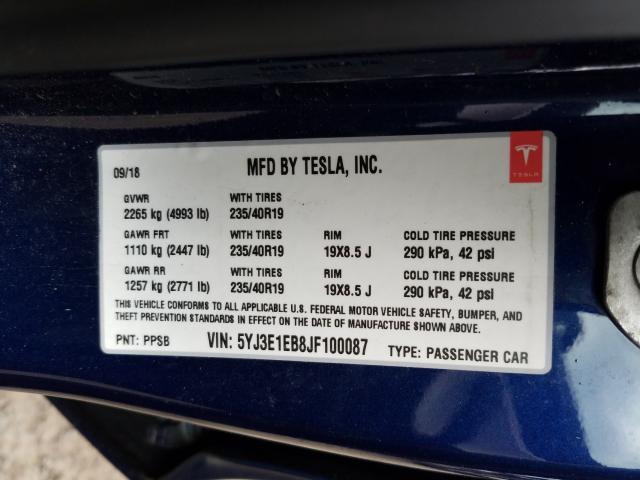 09/18 MFD BY TESLA, INC.
TESLA
GVWR WITH TIRES
2265 kg (4993 lb) 235/40R19
GAWR FRT WITH TIRES RIM COLD TIRE PRESSURE
1110 kg (2447 lb) 235/40R19 19X8.5 J 290 kPa, 42 psi
GAWR RR WITH TIRES RIM COLD TIRE PRESSURE
1257 kg (2771 lb) 235/40R19 19X8.5 J 290 kPa, 42 psi
THIS VEHICLE CONFORMS TO ALL APPLICABLE U.S. FEDERAL MOTOR VEHICLE SAFETY, BUMPER, AND
THEFT PREVENTION STANDARDS IN EFFECT ON THE DATE OF MANUFACTURE SHOWN ABOVE.
PNT: PPSB VIN: 5YJ3E1EB8JF100087 TYPE: PASSENGER CAR